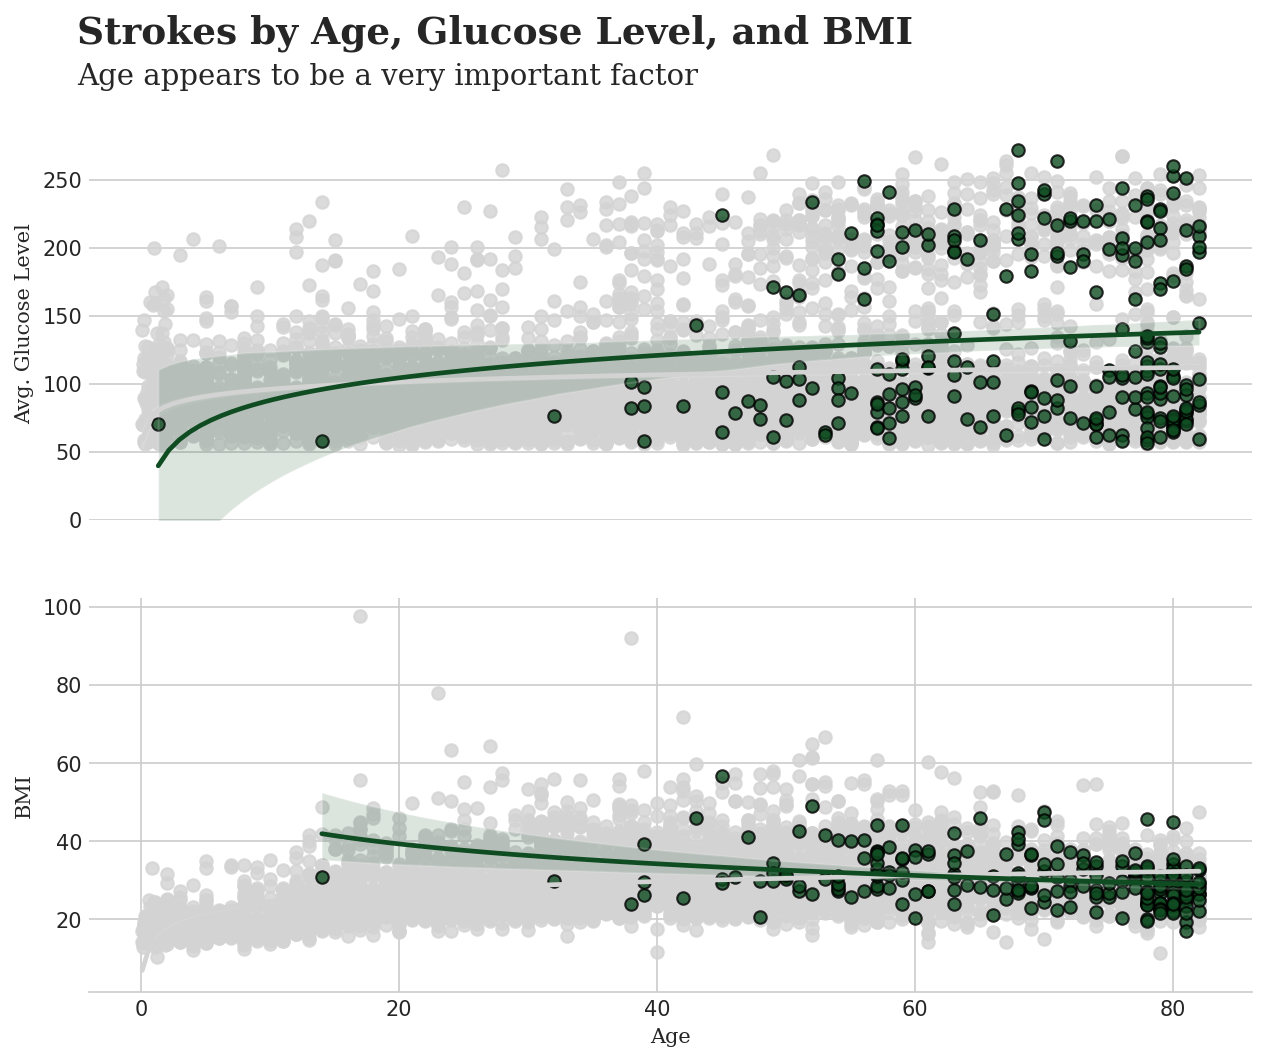 Strokes by Age, Glucose Level, and BMI
Age appears to be a very important factor
Avg. Glucose Level
250
200
150
100
50
0
BMI
100
80
60
40
20
0 20 40 60 80
Age